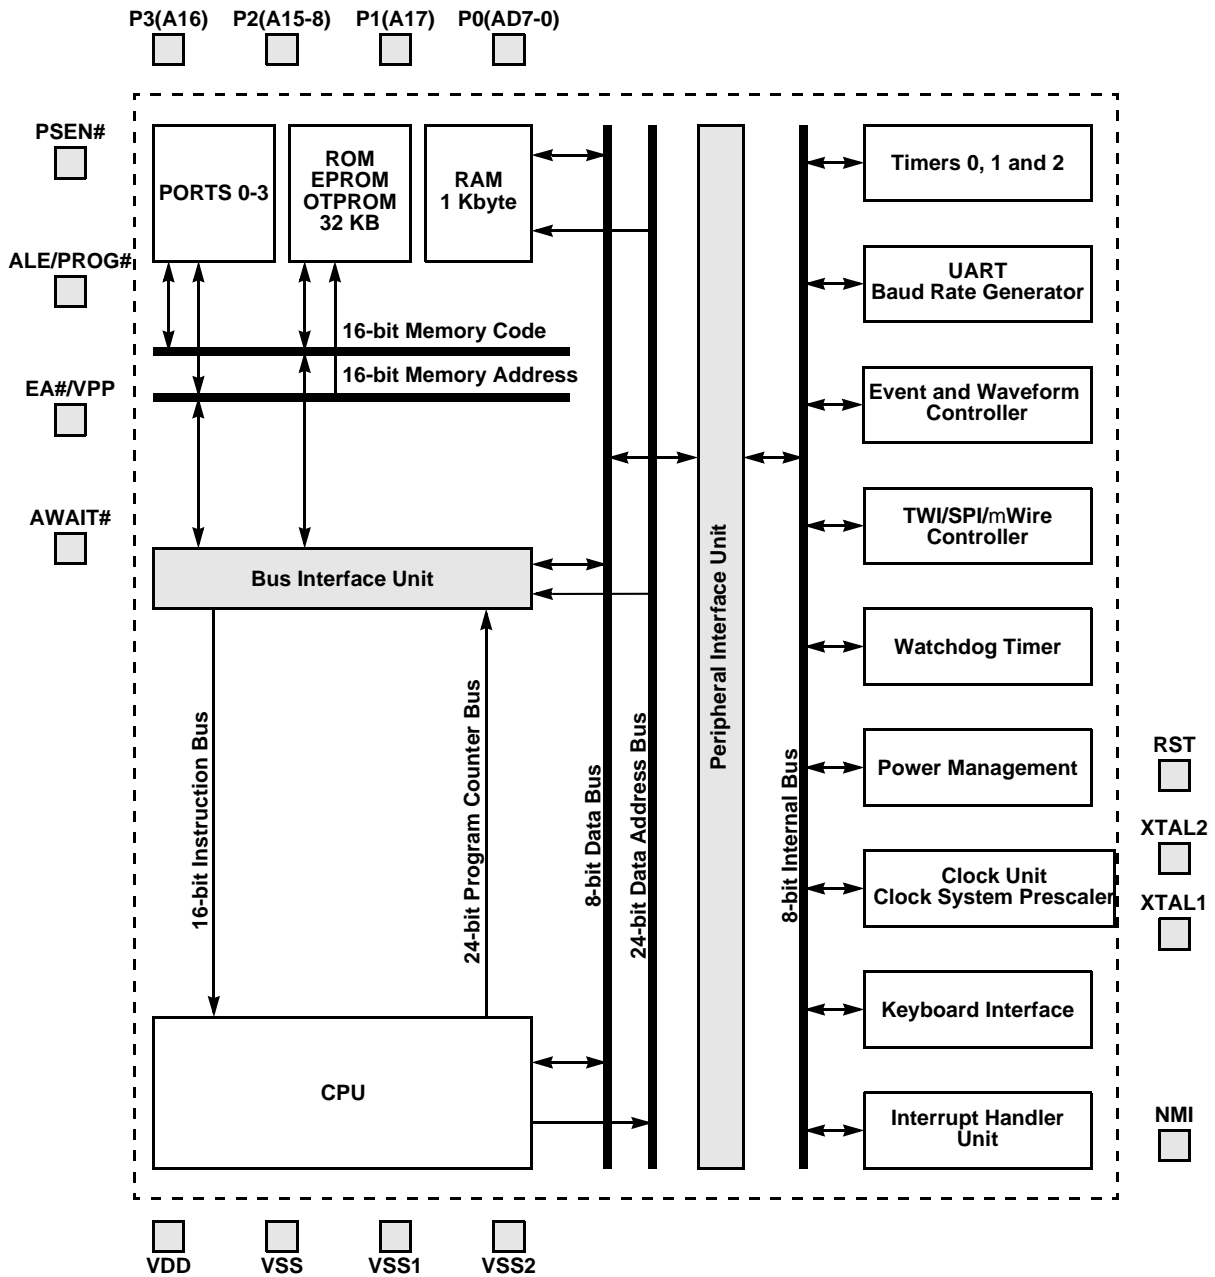 P3(A16)
P2(A15-8)
P1(A17)
P0(AD7-0)
PSEN#
ALE/PROG#
EA#/VPP
AWAIT#
PORTS 0-3
ROM
EPROM
OTPROM
32 KB
RAM
1 Kbyte
16-bit Memory Code
16-bit Memory Address
Bus Interface Unit
16-bit Instruction Bus
24-bit Program Counter Bus
8-bit Data Bus
24-bit Data Address Bus
Peripheral Interface Unit
8-bit Internal Bus
CPU
Timers 0, 1 and 2
UART
Baud Rate Generator
Event and Waveform
Controller
TWI/SPI/mWire
Controller
Watchdog Timer
Power Management
Clock Unit
Clock System Prescaler
Keyboard Interface
Interrupt Handler
Unit
RST
XTAL2
XTAL1
NMI
VDD
VSS
VSS1
VSS2